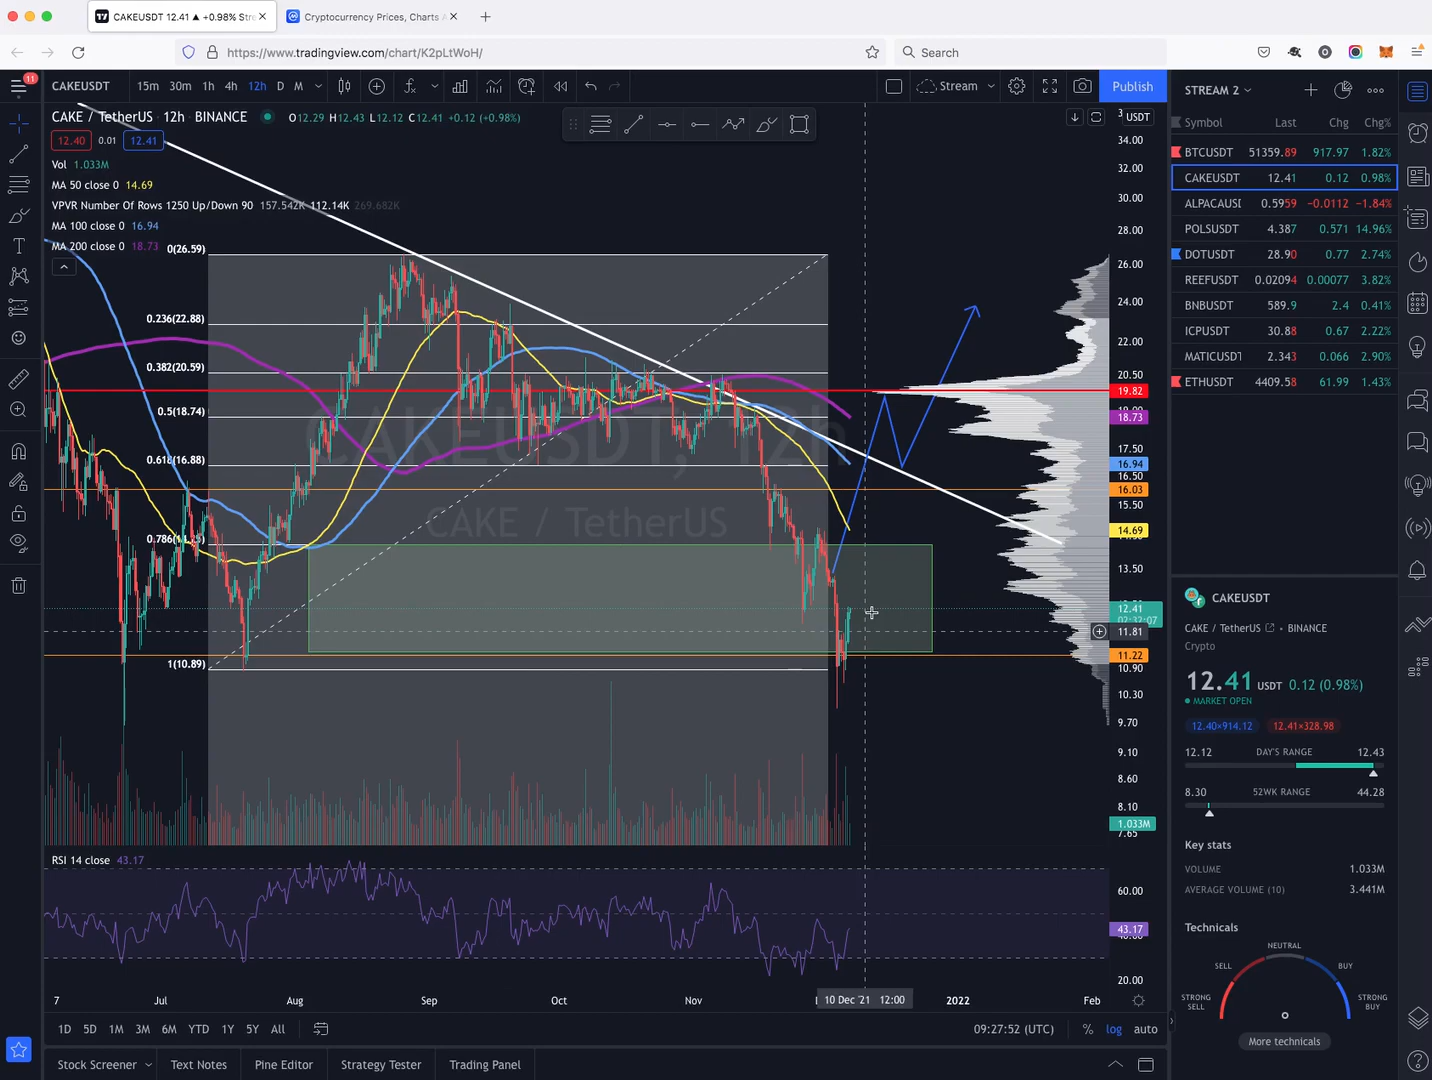 CAKEUSDT 12.41 ▲ +0.98% Stre
Cryptocurrency Prices, Charts A
https://www.tradingview.com/chart/K2pLtWoH/
Search
11
CAKEUSDT 15m 30m 1h 4h 12h D M
Stream
Publish
CAKE / TetherUS · 12h · BINANCE O12.29 H12.43 L12.12 C12.41 +0.12 (+0.98%)
12.40 0.01 12.41
Vol 1.033M
MA 50 close 0 14.69
VPVR Number Of Rows 1250 Up/Down 90 157.542K 112.14K 269.682K
MA 100 close 0 16.94
MA 200 close 0 18.73
0(26.59)
0.236(22.88)
0.382(20.59)
0.5(18.74)
0.618(16.88)
1(10.89)
CAKEUSDT, 12h
CAKE / TetherUS
USDT
34.00
32.00
30.00
28.00
26.00
24.00
22.00
20.50
19.82
18.73
17.50
16.94
16.50
16.03
15.50
14.69
13.50
12.41
02:32:07
11.81
11.22
10.90
10.30
9.70
9.10
8.60
8.10
1.033M
7.65
RSI 14 close 43.17
60.00
43.17
20.00
7 Jul Aug Sep Oct Nov 10 Dec '21 12:00 2022 Feb
1D 5D 1M 3M 6M YTD 1Y 5Y All
09:27:52 (UTC) % log auto
Stock Screener Text Notes Pine Editor Strategy Tester Trading Panel
STREAM 2
Symbol Last Chg Chg%
BTCUSDT 51359.89 917.97 1.82%
CAKEUSDT 12.41 0.12 0.98%
ALPACAUSI 0.5959 −0.0112 −1.84%
POLSUSDT 4.387 0.571 14.96%
DOTUSDT 28.90 0.77 2.74%
REEFUSDT 0.02094 0.00077 3.82%
BNBUSDT 589.9 2.4 0.41%
ICPUSDT 30.88 0.67 2.22%
MATICUSDT 2.343 0.066 2.90%
ETHUSDT 4409.58 61.99 1.43%
CAKEUSDT
CAKE / TetherUS • BINANCE
Crypto
12.41 USDT 0.12 (0.98%)
MARKET OPEN
12.40×914.12 12.41×328.98
12.12 DAY'S RANGE 12.43
8.30 52WK RANGE 44.28
Key stats
VOLUME 1.033M
AVERAGE VOLUME (10) 3.441M
Technicals
NEUTRAL
SELL BUY
STRONG SELL STRONG BUY
More technicals